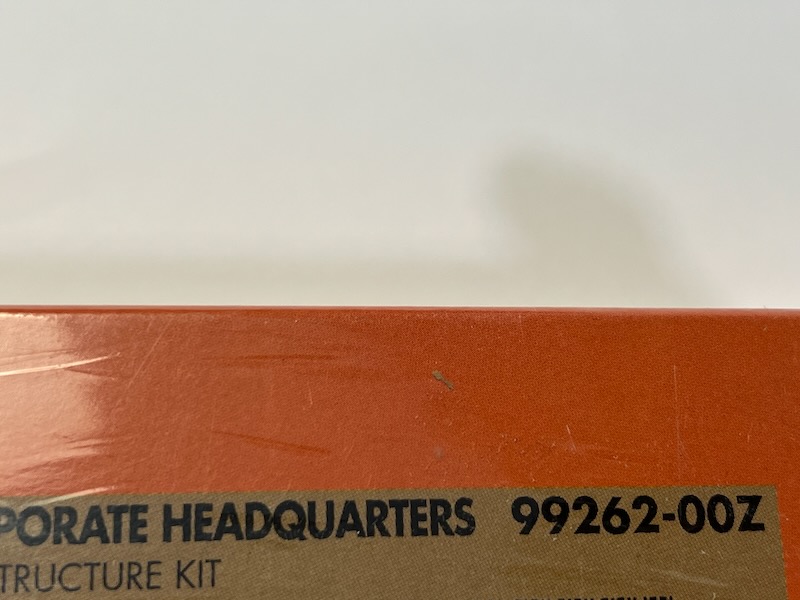 PORATE HEADQUARTERS 99262-00Z
TRUCTURE KIT